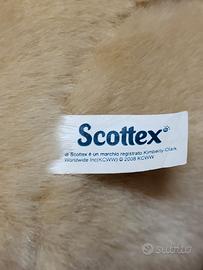 Scottex®
® Scottex è un marchio registrato Kimberly-Clark
Worldwide Inc(KCWW) © 2008 KCWW
subito